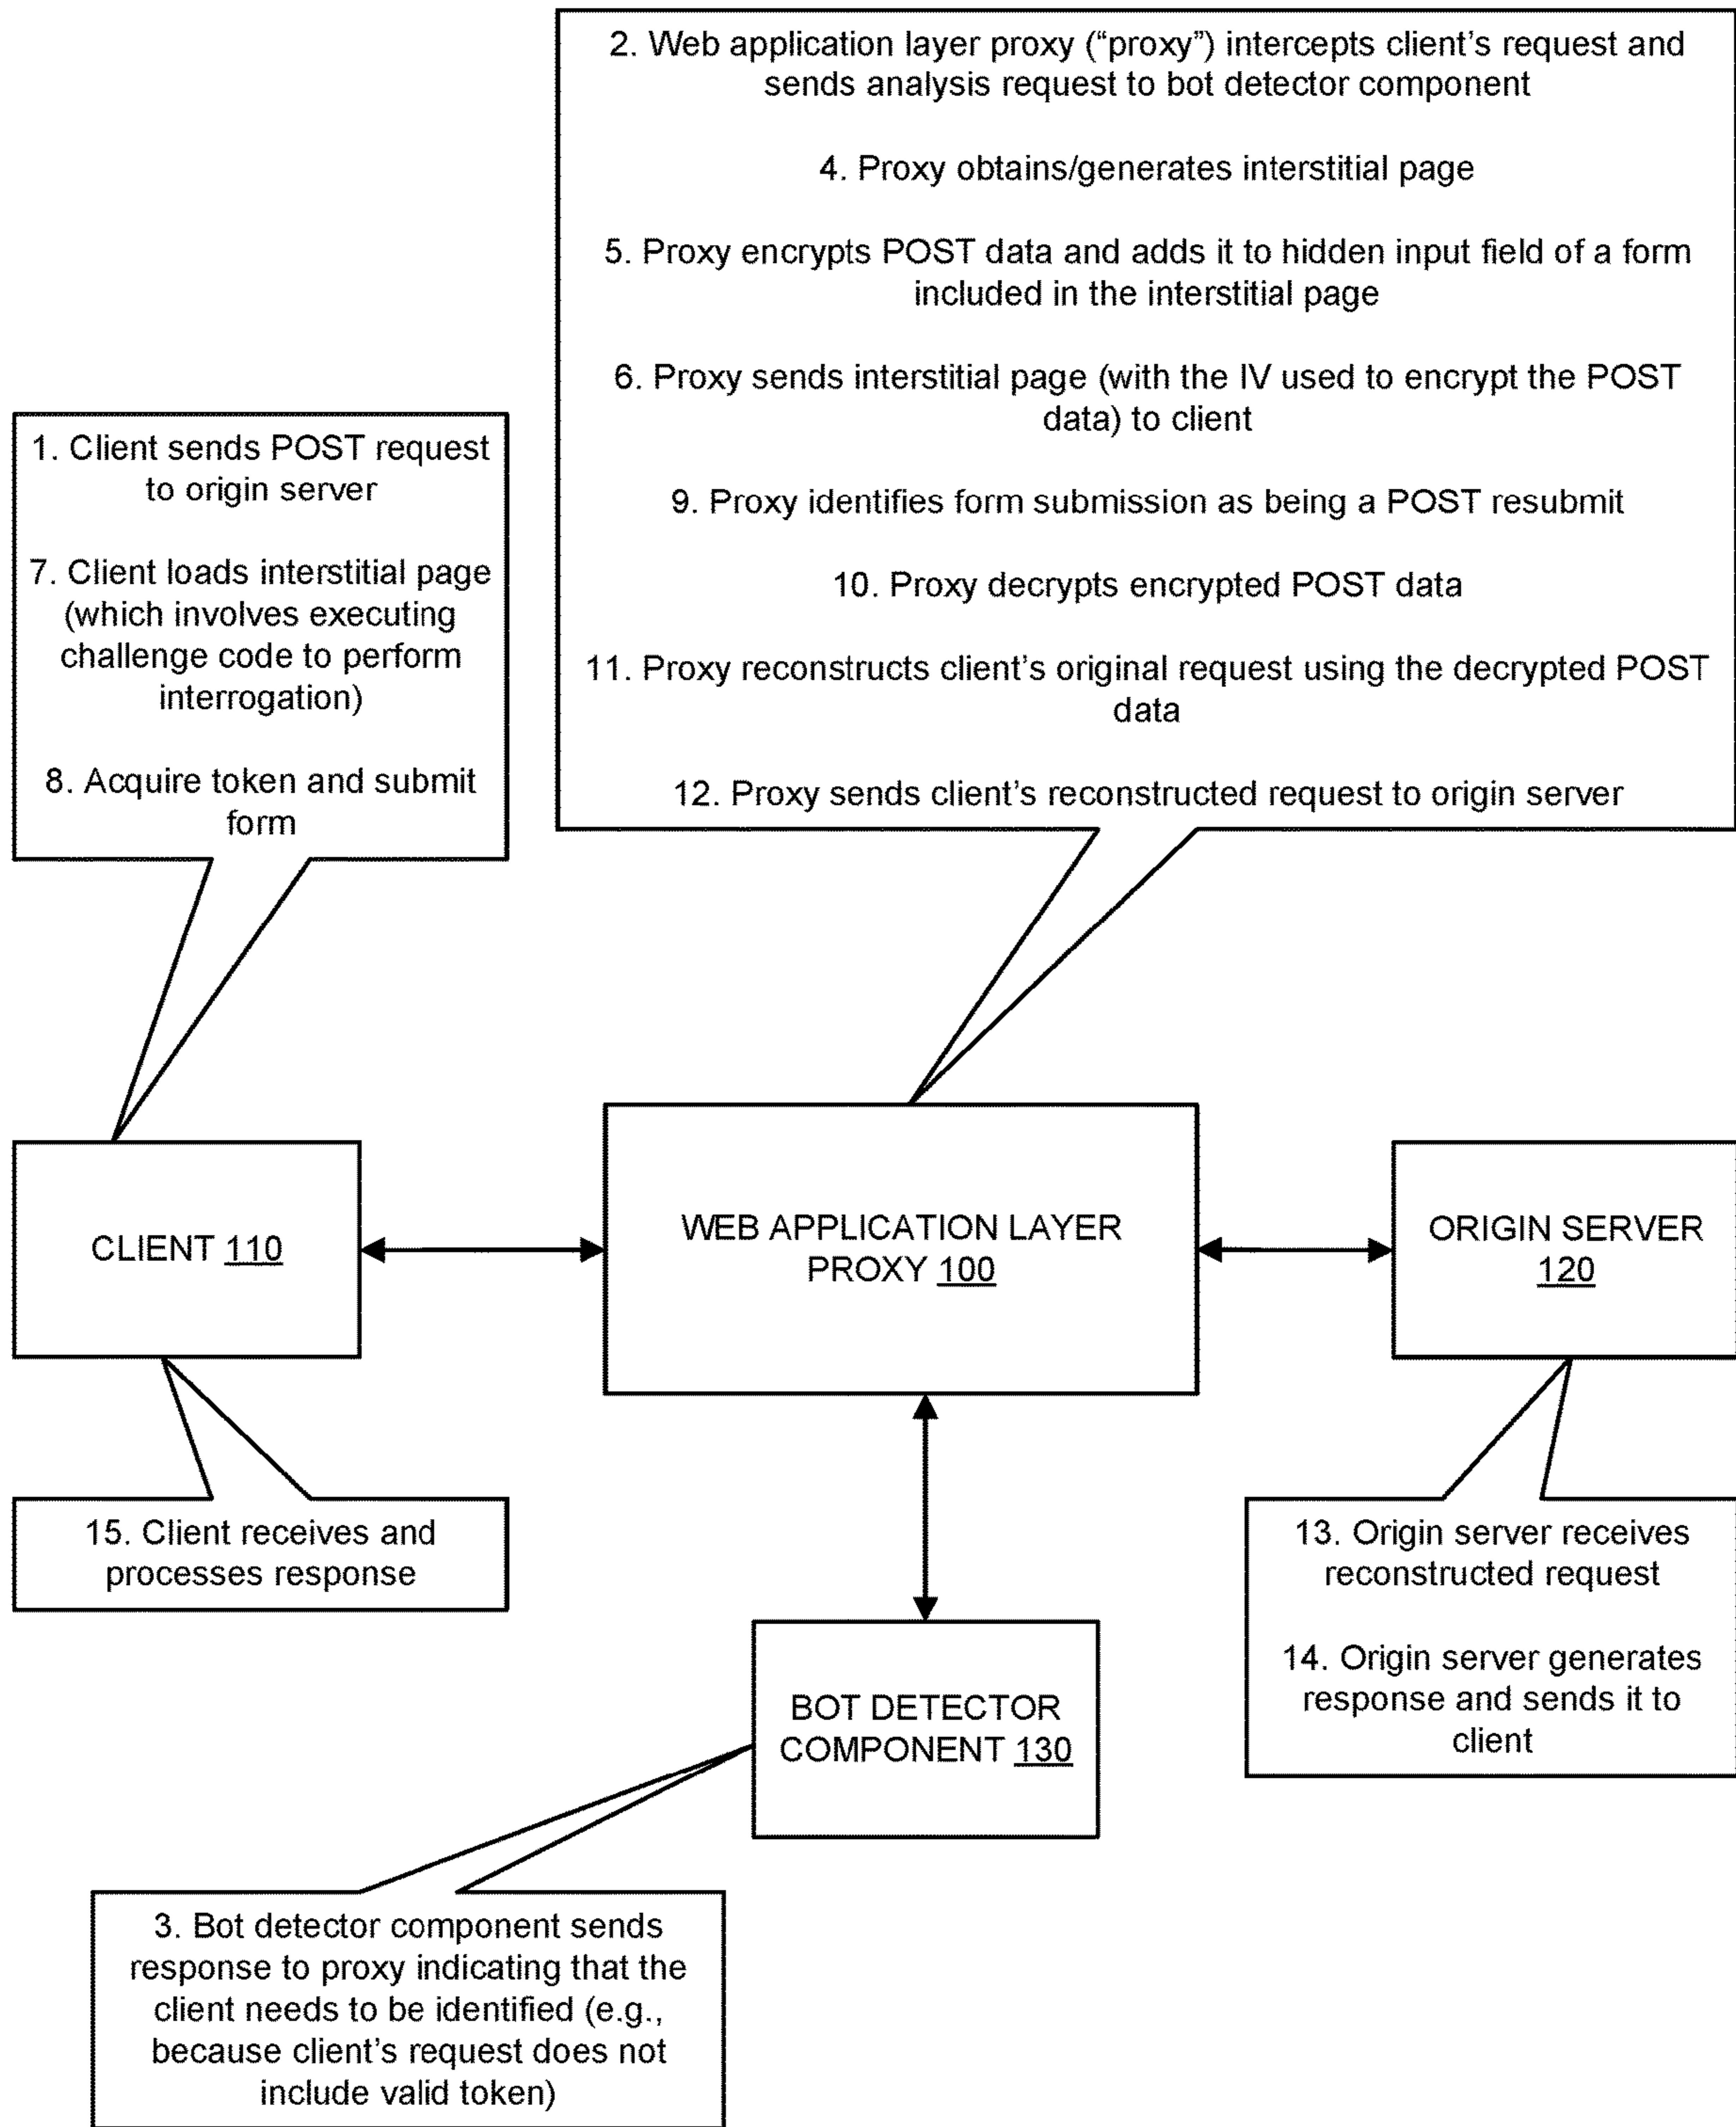 2. Web application layer proxy (“proxy”) intercepts client’s request and
sends analysis request to bot detector component
4. Proxy obtains/generates interstitial page
5. Proxy encrypts POST data and adds it to hidden input field of a form
included in the interstitial page
6. Proxy sends interstitial page (with the IV used to encrypt the POST
data) to client
9. Proxy identifies form submission as being a POST resubmit
10. Proxy decrypts encrypted POST data
11. Proxy reconstructs client’s original request using the decrypted POST
data
12. Proxy sends client’s reconstructed request to origin server
1. Client sends POST request
to origin server
7. Client loads interstitial page
(which involves executing
challenge code to perform
interrogation)
8. Acquire token and submit
form
CLIENT 110
WEB APPLICATION LAYER
PROXY 100
ORIGIN SERVER
120
15. Client receives and
processes response
13. Origin server receives
reconstructed request
14. Origin server generates
response and sends it to
client
BOT DETECTOR
COMPONENT 130
3. Bot detector component sends
response to proxy indicating that the
client needs to be identified (e.g.,
because client’s request does not
include valid token)